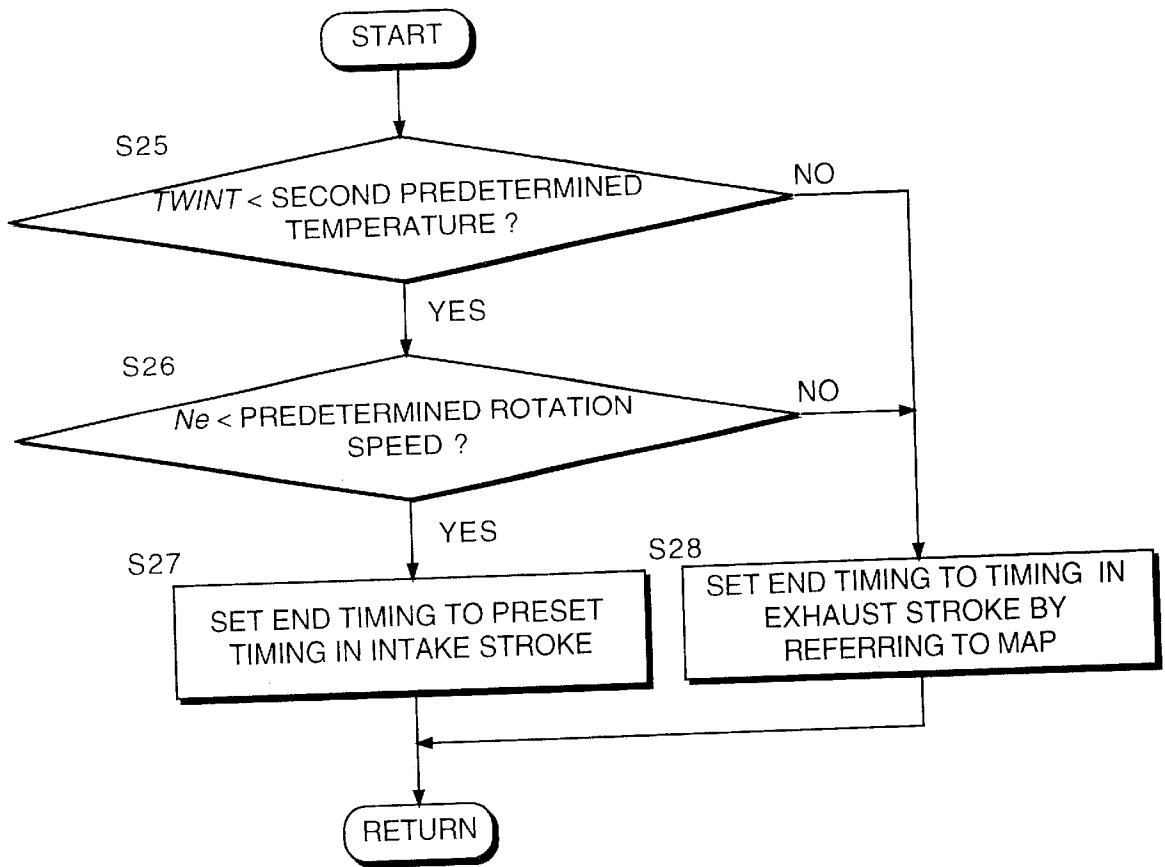 START
S25
TWINT < SECOND PREDETERMINED
TEMPERATURE ?
NO
YES
S26
Ne < PREDETERMINED ROTATION
SPEED ?
NO
YES
S27
SET END TIMING TO PRESET
TIMING IN INTAKE STROKE
S28
SET END TIMING TO TIMING IN
EXHAUST STROKE BY
REFERRING TO MAP
RETURN